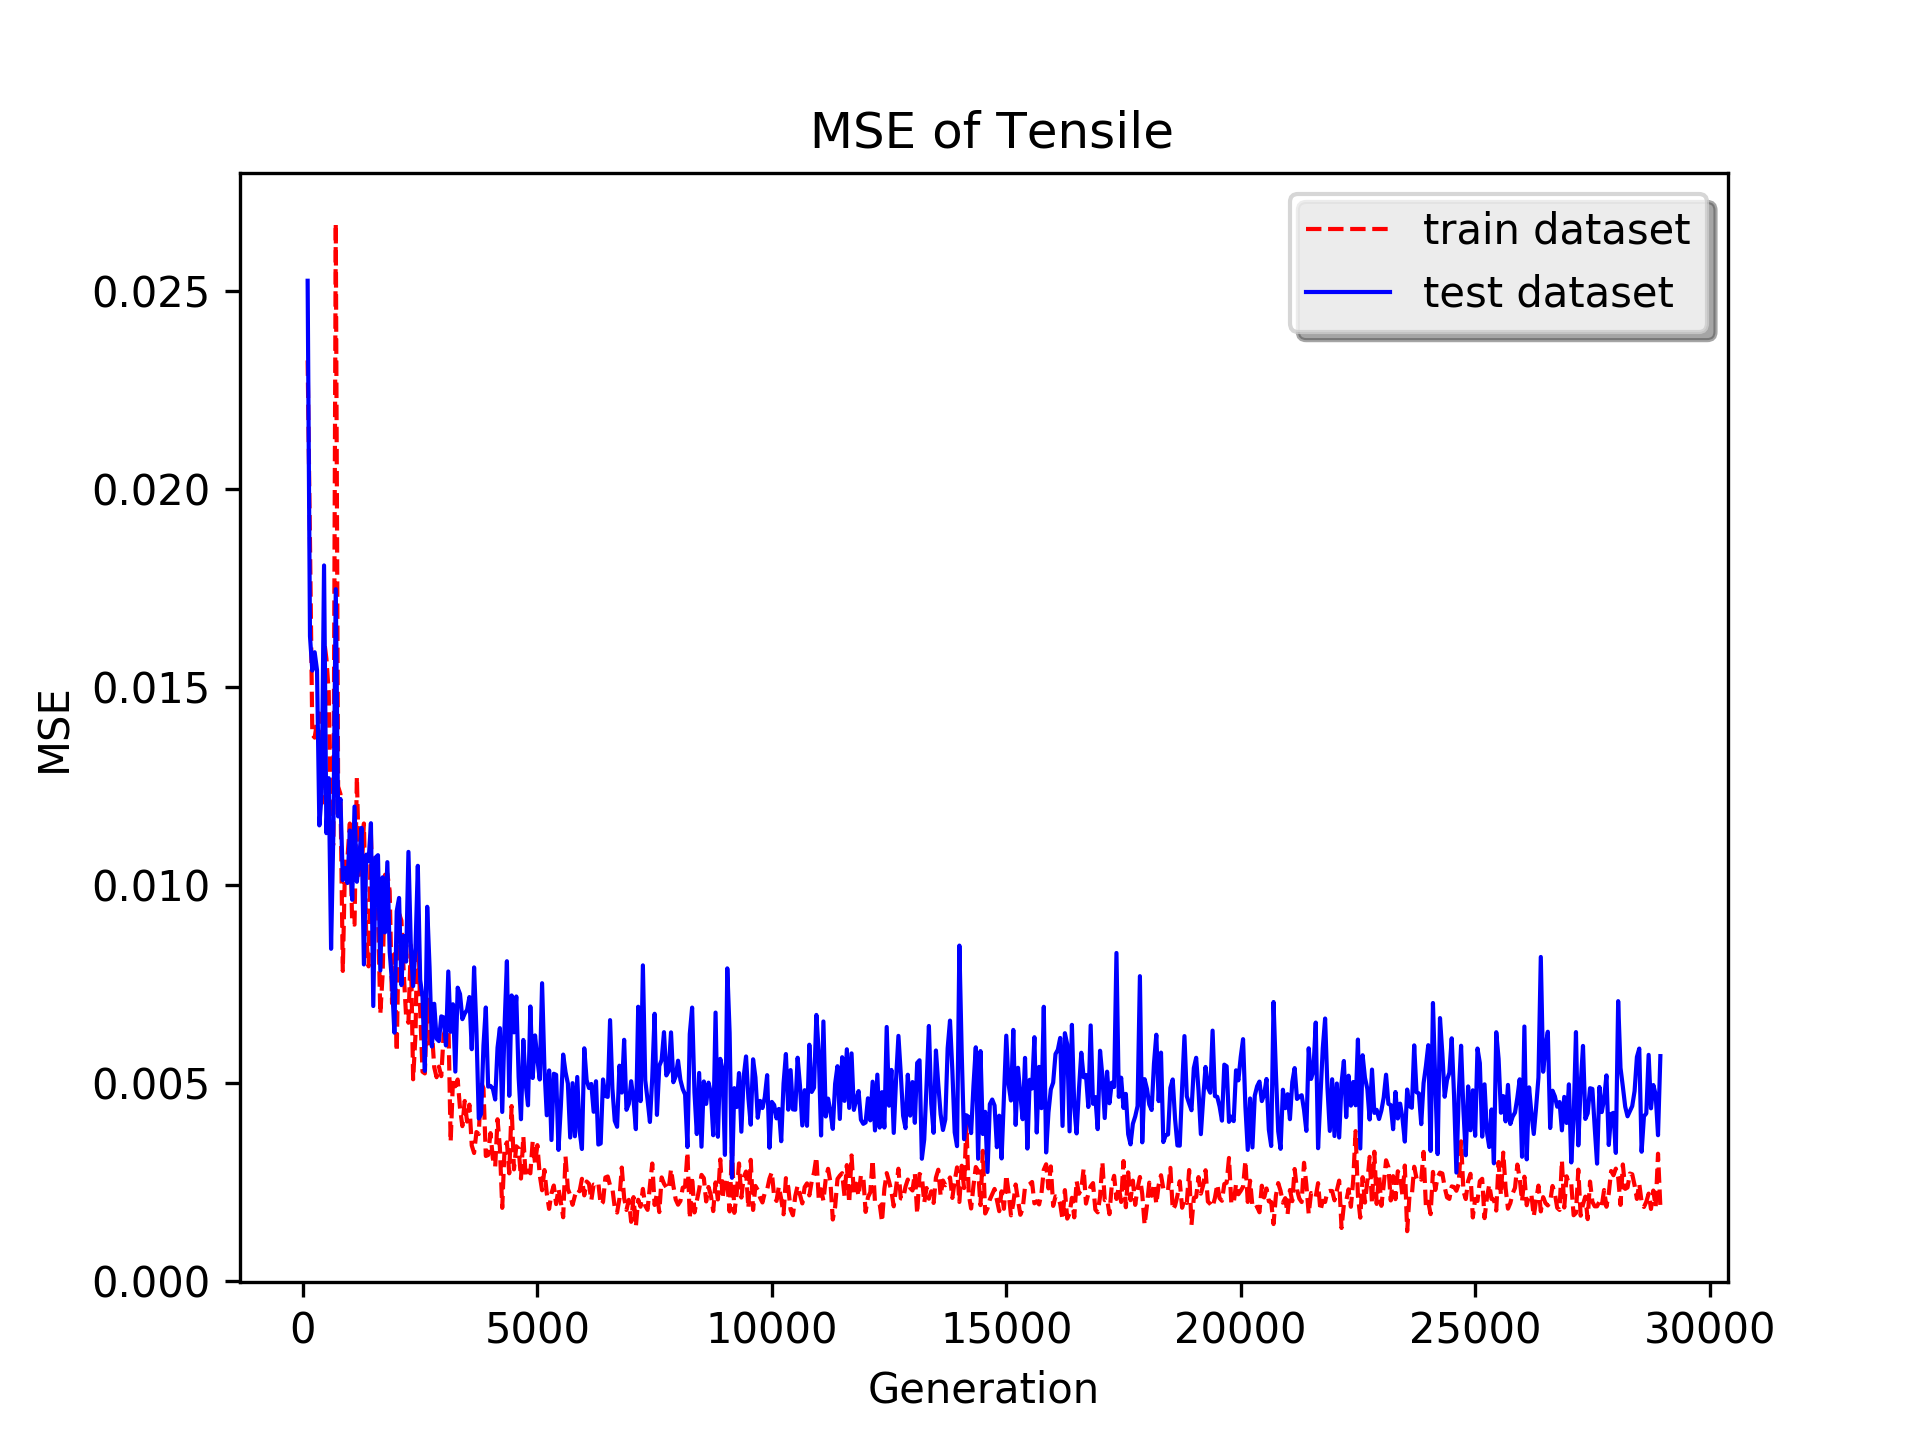 MSE of Tensile
train dataset
test dataset
MSE
0.025
0.020
0.015
0.010
0.005
0.000
0 5000 10000 15000 20000 25000 30000
Generation